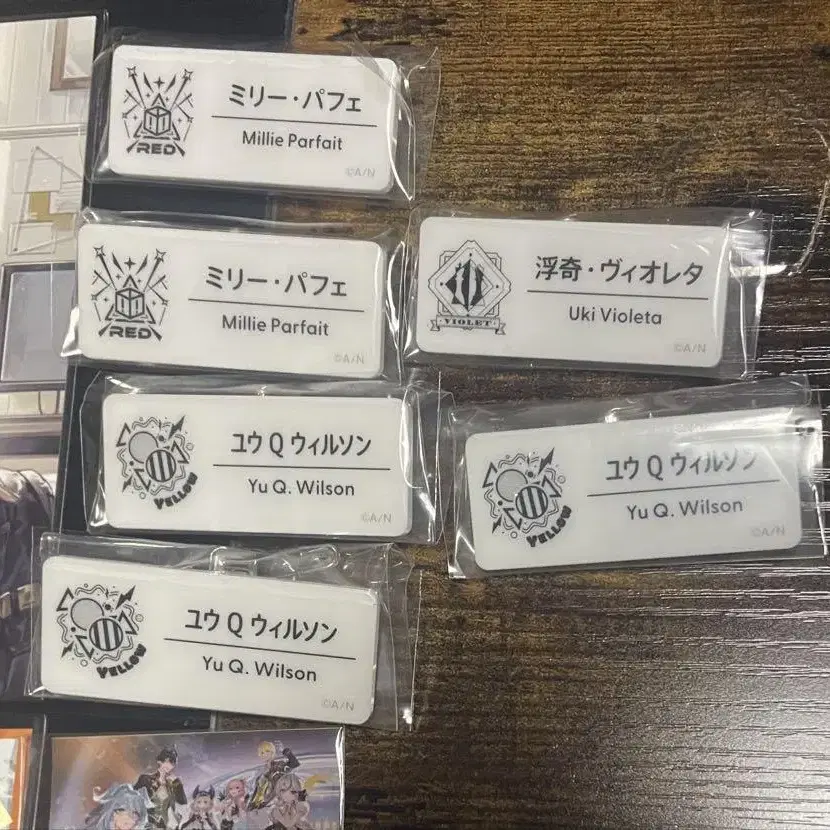 ミリー・パフェ
Millie Parfait
RED
©A/N
ミリー・パフェ
Millie Parfait
RED
©A/N
浮奇・ヴィオレタ
Uki Violeta
VIOLET
©A/N
ユウ Q ウィルソン
Yu Q. Wilson
YELLOW
©A/N
ユウ Q ウィルソン
Yu Q. Wilson
YELLOW
©A/N
ユウ Q ウィルソン
Yu Q. Wilson
YELLOW
©A/N